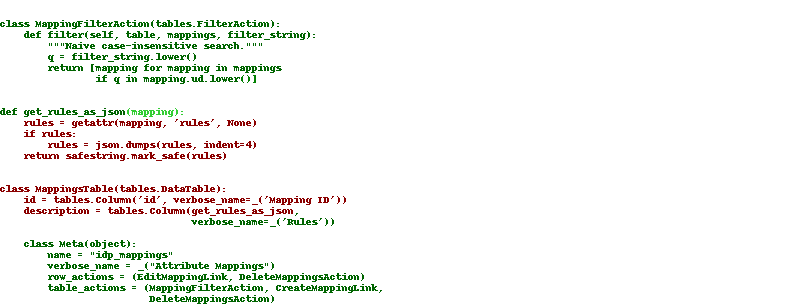 class MappingFilterAction(tables.FilterAction):
    def filter(self, table, mappings, filter_string):
        """Naive case-insensitive search."""
        q = filter_string.lower()
        return [mapping for mapping in mappings
                if q in mapping.ud.lower()]
def get_rules_as_json(mapping):
    rules = getattr(mapping, 'rules', None)
    if rules:
        rules = json.dumps(rules, indent=4)
    return safestring.mark_safe(rules)
class MappingsTable(tables.DataTable):
    id = tables.Column('id', verbose_name=_('Mapping ID'))
    description = tables.Column(get_rules_as_json,
                                verbose_name=_('Rules'))
    class Meta(object):
        name = "idp_mappings"
        verbose_name = _("Attribute Mappings")
        row_actions = (EditMappingLink, DeleteMappingsAction)
        table_actions = (MappingFilterAction, CreateMappingLink,
                         DeleteMappingsAction)